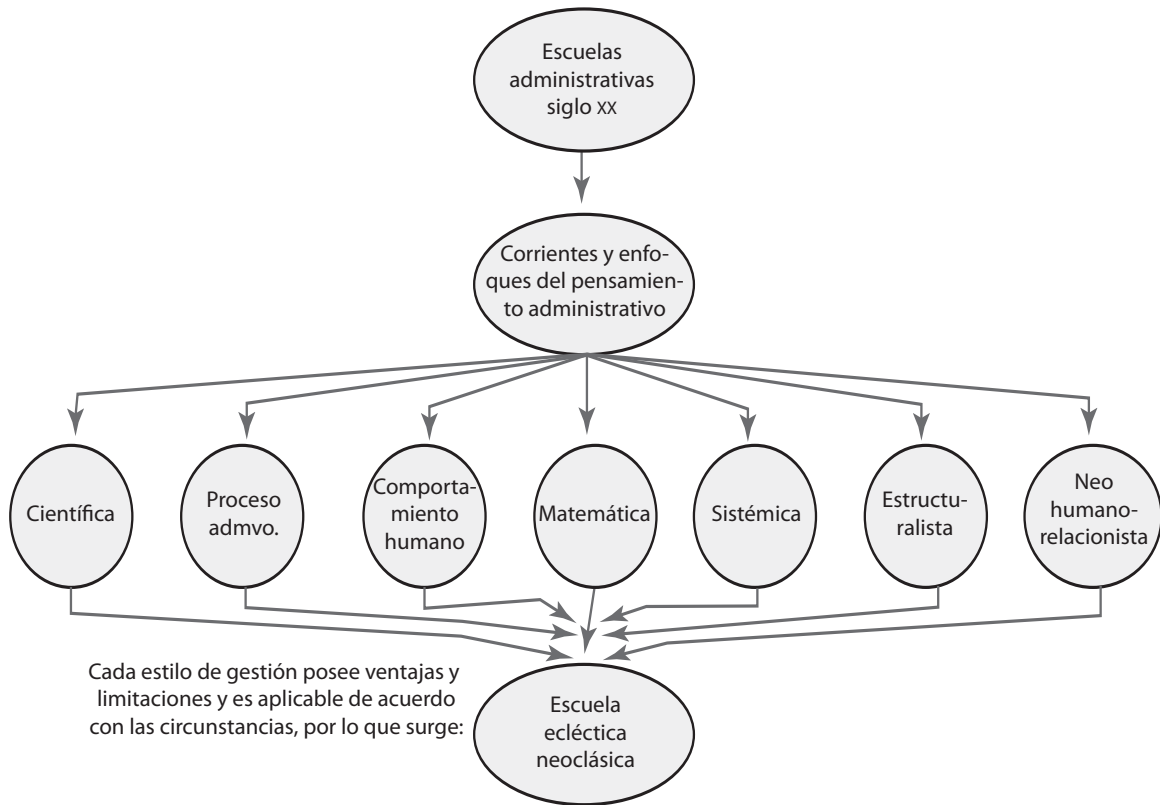 Escuelas
administrativas
siglo XX
Corrientes y enfo-
ques del pensamien-
to administrativo
Científica
Proceso
admvo.
Comporta-
miento
humano
Matemática
Sistémica
Estructu-
ralista
Neo
humano-
relacionista
Cada estilo de gestión posee ventajas y
limitaciones y es aplicable de acuerdo
con las circunstancias, por lo que surge:
Escuela
ecléctica
neoclásica